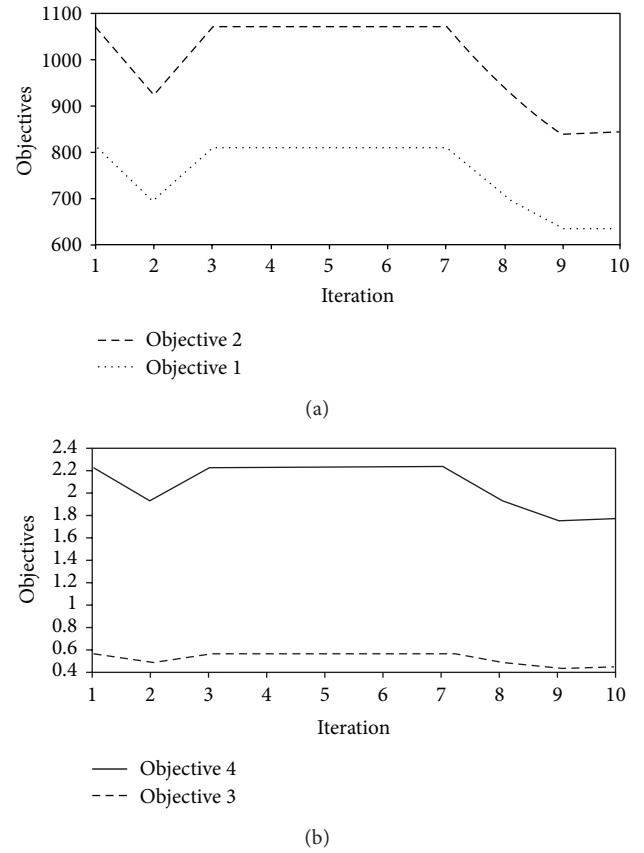 1100
1000
900
800
700
600
Objectives
1 2 3 4 5 6 7 8 9 10
Iteration
Objective 2
Objective 1
(a)
2.4
2.2
2
1.8
1.6
1.4
1.2
1
0.8
0.6
0.4
Objectives
1 2 3 4 5 6 7 8 9 10
Iteration
Objective 4
Objective 3
(b)